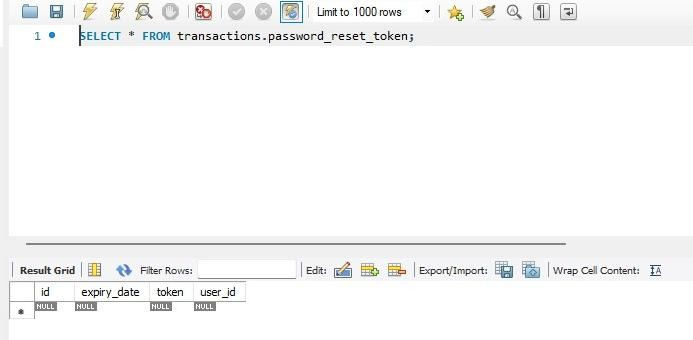 Limit to 1000 rows
1 SELECT * FROM transactions.password_reset_token;
Result Grid Filter Rows: Edit: Export/Import: Wrap Cell Content: IA
id expiry_date token user_id
NULL NULL NULL NULL